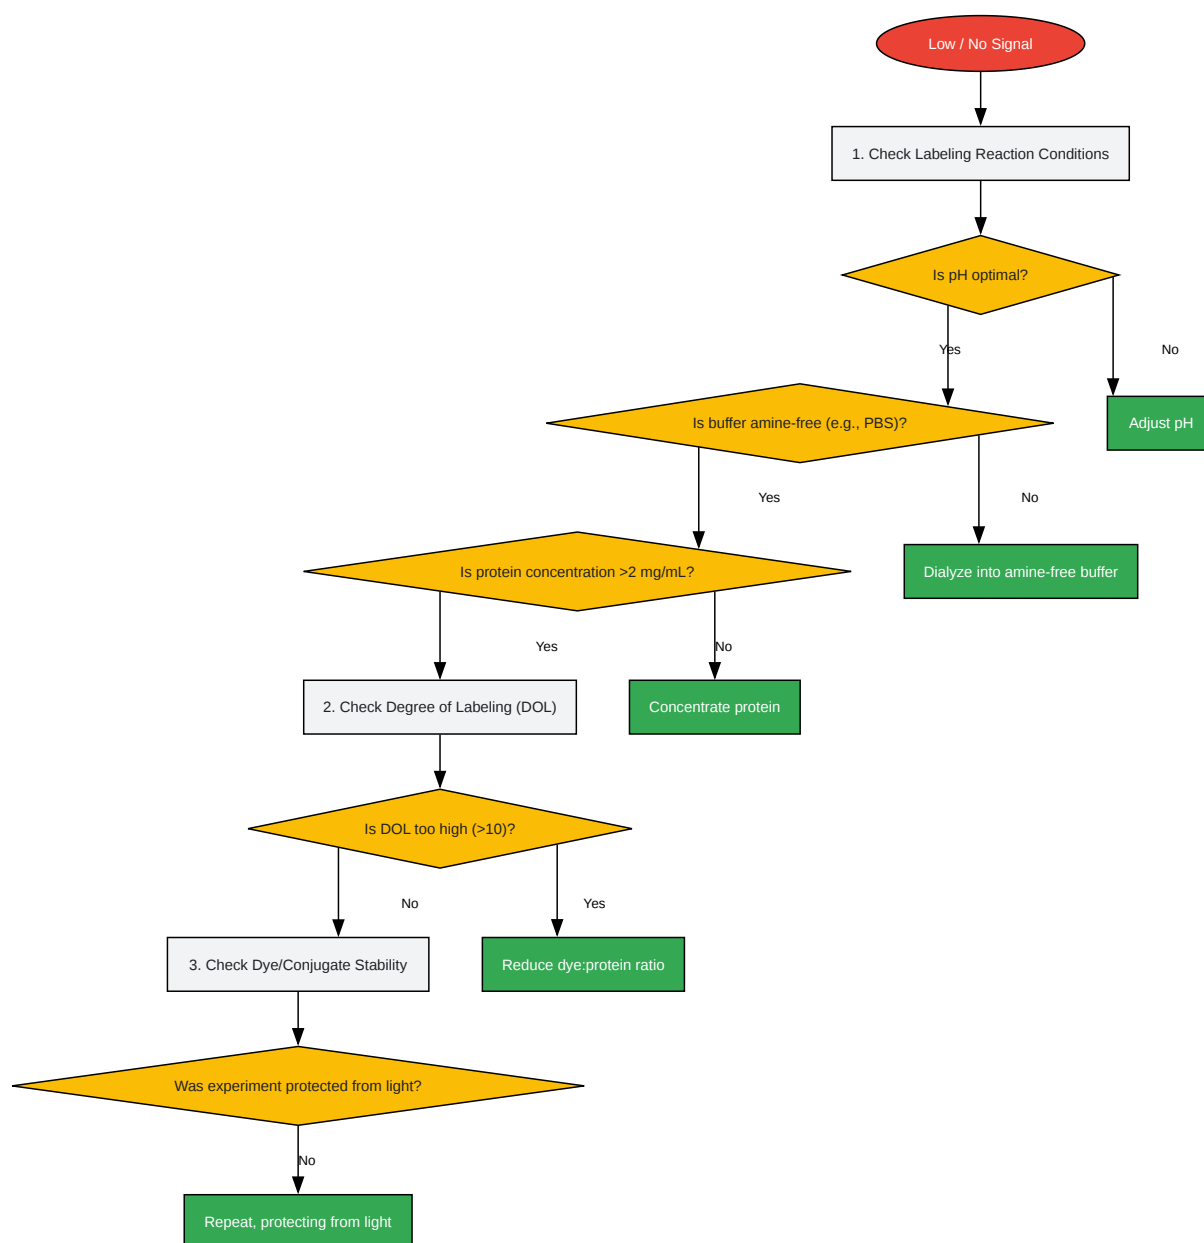 Low / No Signal
1. Check Labeling Reaction Conditions
Is pH optimal?
Yes
No
Is buffer amine-free (e.g., PBS)?
Adjust pH
Yes
No
Is protein concentration >2 mg/mL?
Dialyze into amine-free buffer
Yes
No
2. Check Degree of Labeling (DOL)
Concentrate protein
Is DOL too high (>10)?
No
Yes
3. Check Dye/Conjugate Stability
Reduce dye:protein ratio
Was experiment protected from light?
No
Repeat, protecting from light